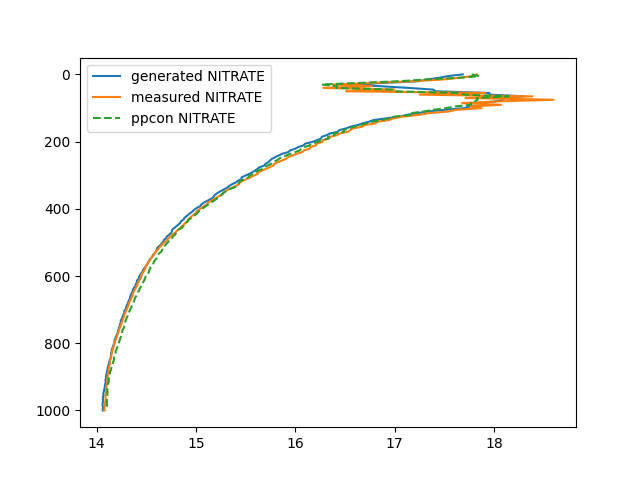 generated NITRATE
measured NITRATE
ppcon NITRATE
0
200
400
600
800
1000
14 15 16 17 18